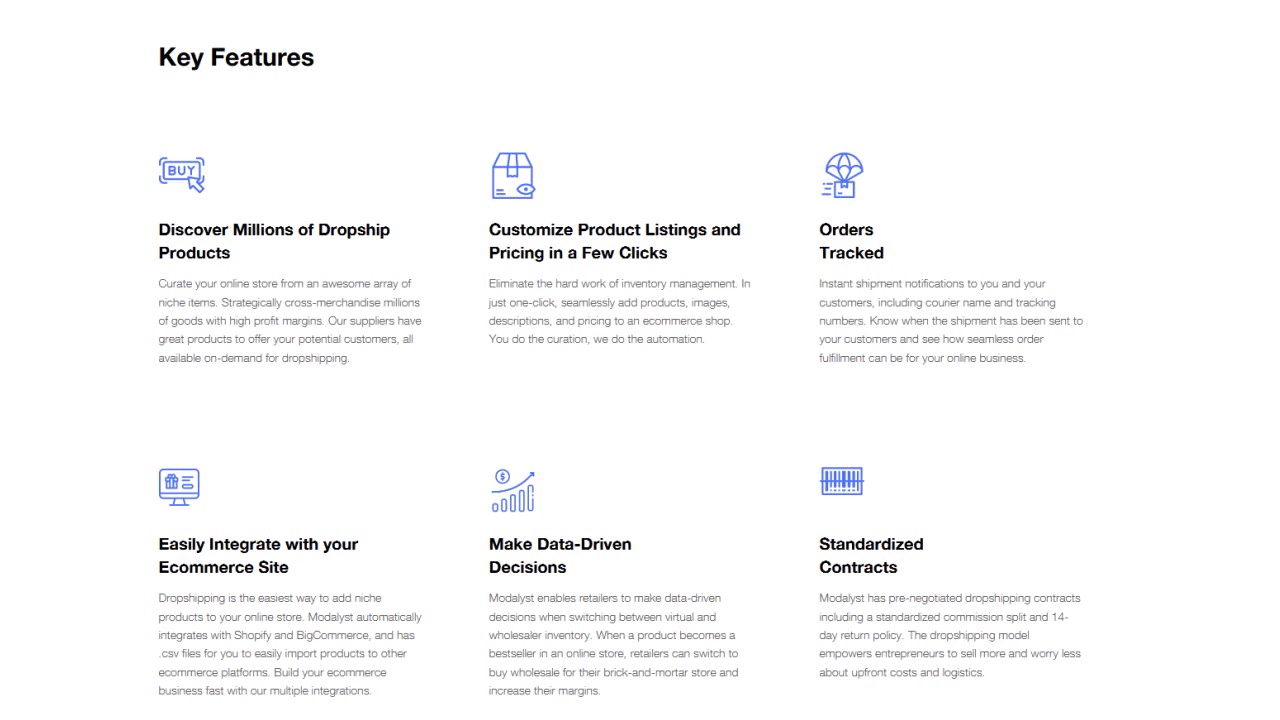 Key Features
BUY
Discover Millions of Dropship
Products
Curate your online store from an awesome array of
niche items. Strategically cross-merchandise millions
of goods with high profit margins. Our suppliers have
great products to offer your potential customers, all
available on-demand for dropshipping.
Customize Product Listings and
Pricing in a Few Clicks
Eliminate the hard work of inventory management. In
just one-click, seamlessly add products, images,
descriptions, and pricing to an ecommerce shop.
You do the curation, we do the automation.
Orders
Tracked
Instant shipment notifications to you and your
customers, including courier name and tracking
numbers. Know when the shipment has been sent to
your customers and see how seamless order
fulfillment can be for your online business.
Easily Integrate with your
Ecommerce Site
Dropshipping is the easiest way to add niche
products to your online store. Modalyst automatically
integrates with Shopify and BigCommerce, and has
.csv files for you to easily import products to other
ecommerce platforms. Build your ecommerce
business fast with our multiple integrations.
$
Make Data-Driven
Decisions
Modalyst enables retailers to make data-driven
decisions when switching between virtual and
wholesaler inventory. When a product becomes a
bestseller in an online store, retailers can switch to
buy wholesale for their brick-and-mortar store and
increase their margins.
Standardized
Contracts
Modalyst has pre-negotiated dropshipping contracts
including a standardized commission split and 14-
day return policy. The dropshipping model
empowers entrepreneurs to sell more and worry less
about upfront costs and logistics.